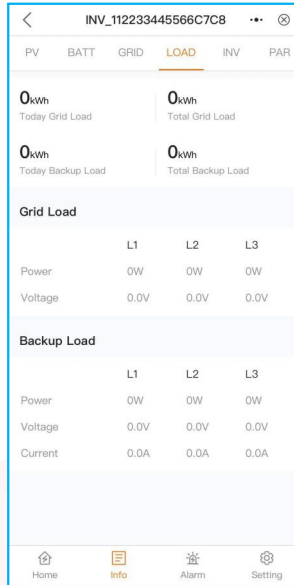 INV_112233445566C7C8
PV BATT GRID LOAD INV PAR
0kWh 0kWh
Today Grid Load Total Grid Load
0kWh 0kWh
Today Backup Load Total Backup Load
Grid Load
L1 L2 L3
Power 0W 0W 0W
Voltage 0.0V 0.0V 0.0V
Backup Load
L1 L2 L3
Power 0W 0W 0W
Voltage 0.0V 0.0V 0.0V
Current 0.0A 0.0A 0.0A
Home Info Alarm Setting